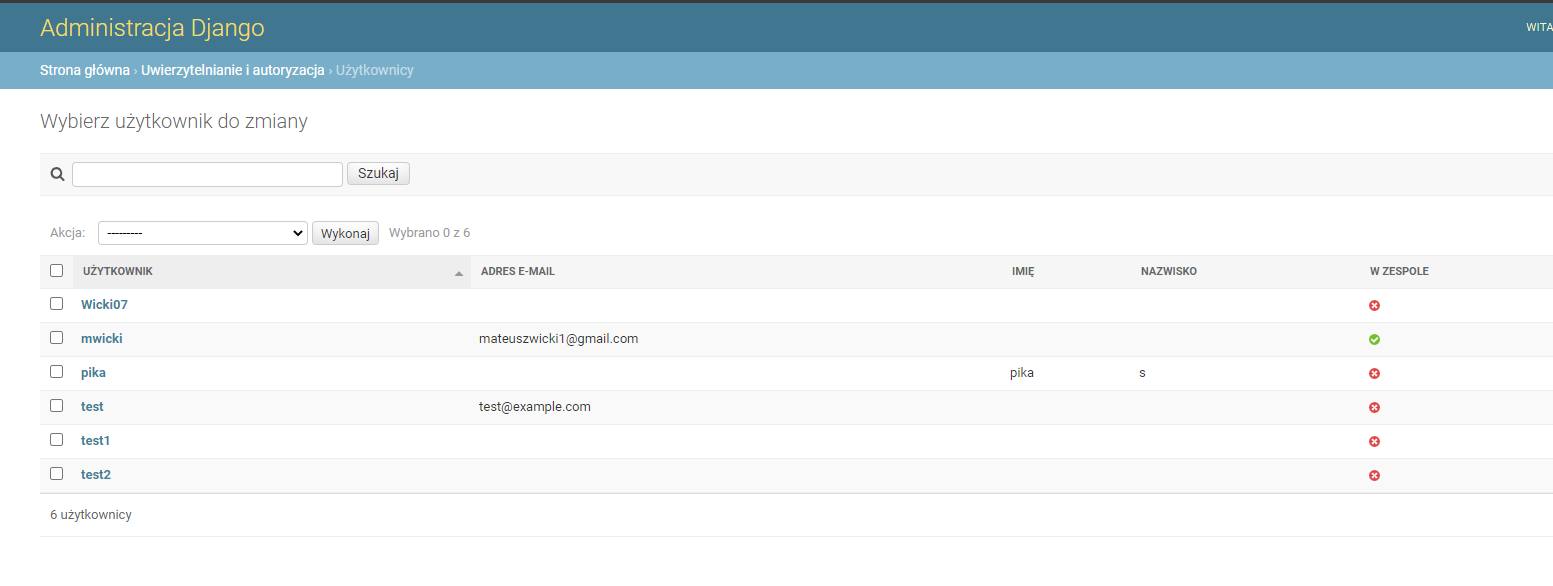 Administracja Django
WITA
Strona główna › Uwierzytelnianie i autoryzacja › Użytkownicy
Wybierz użytkownik do zmiany
Szukaj
Akcja: --------- Wykonaj Wybrano 0 z 6
UŻYTKOWNIK ADRES E-MAIL IMIĘ NAZWISKO W ZESPOLE
Wicki07
mwicki mateuszwicki1@gmail.com
pika pika s
test test@example.com
test1
test2
6 użytkownicy